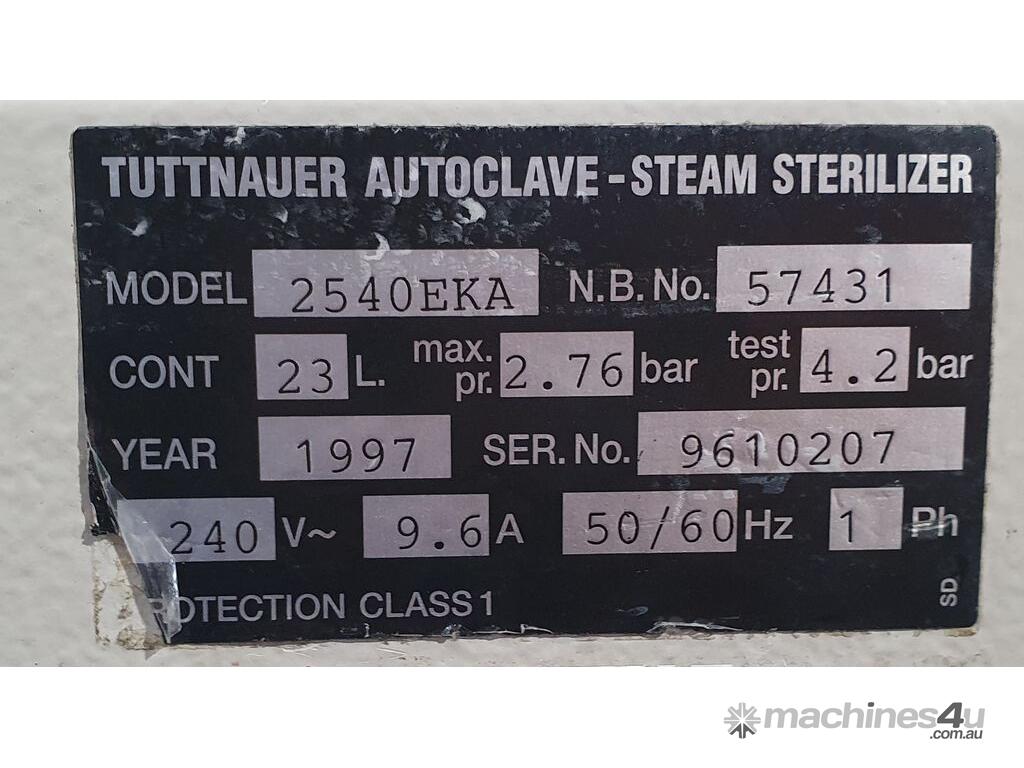 TUTTNAUER AUTOCLAVE - STEAM STERILIZER
MODEL 2540EKA N.B. No. 57431
CONT 23 L. max. pr. 2.76 bar test pr. 4.2 bar
YEAR 1997 SER. No. 9610207
240 V~ 9.6 A 50/60 Hz 1 Ph
PROTECTION CLASS 1
SD
machines4u
.com.au